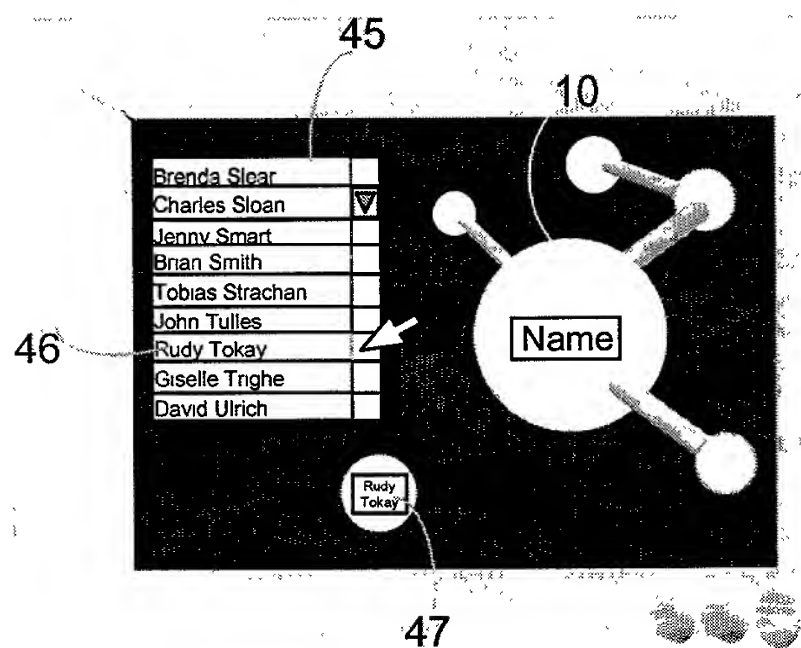 45
10
Brenda Slear
Charles Sloan
Jenny Smart
Brian Smith
Tobias Strachan
John Tulles
Rudy Tokay
Giselle Trighe
David Ulrich
46
Name
Rudy
Tokay
47